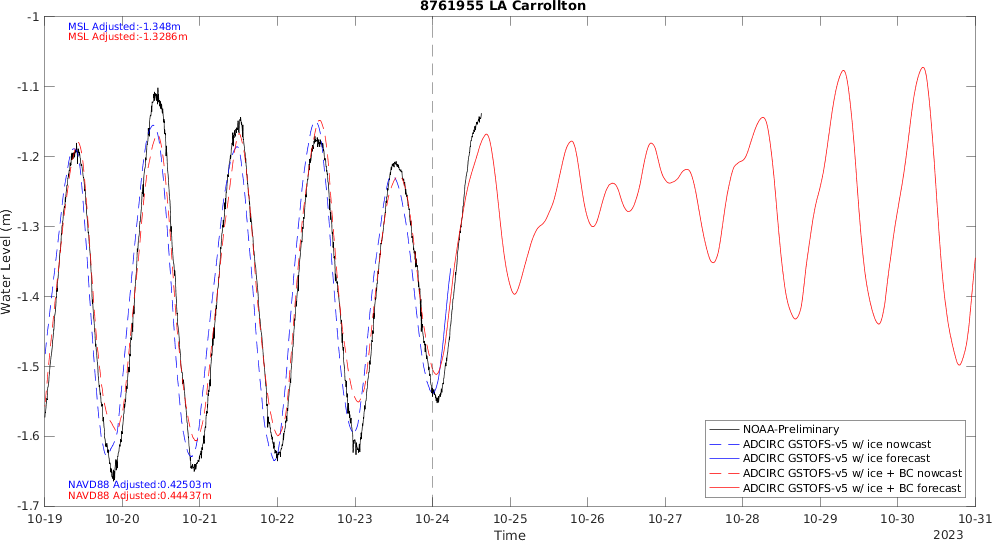 8761955 LA Carrollton
MSL Adjusted:-1.348m
MSL Adjusted:-1.3286m
-1
-1.1
-1.2
-1.3
-1.4
-1.5
-1.6
-1.7
Water Level (m)
NAVD88 Adjusted:0.42503m
NAVD88 Adjusted:0.44437m
NOAA-Preliminary
ADCIRC GSTOFS-v5 w/ ice nowcast
ADCIRC GSTOFS-v5 w/ ice forecast
ADCIRC GSTOFS-v5 w/ ice + BC nowcast
ADCIRC GSTOFS-v5 w/ ice + BC forecast
10-19 10-20 10-21 10-22 10-23 10-24 10-25 10-26 10-27 10-28 10-29 10-30 10-31
Time
2023